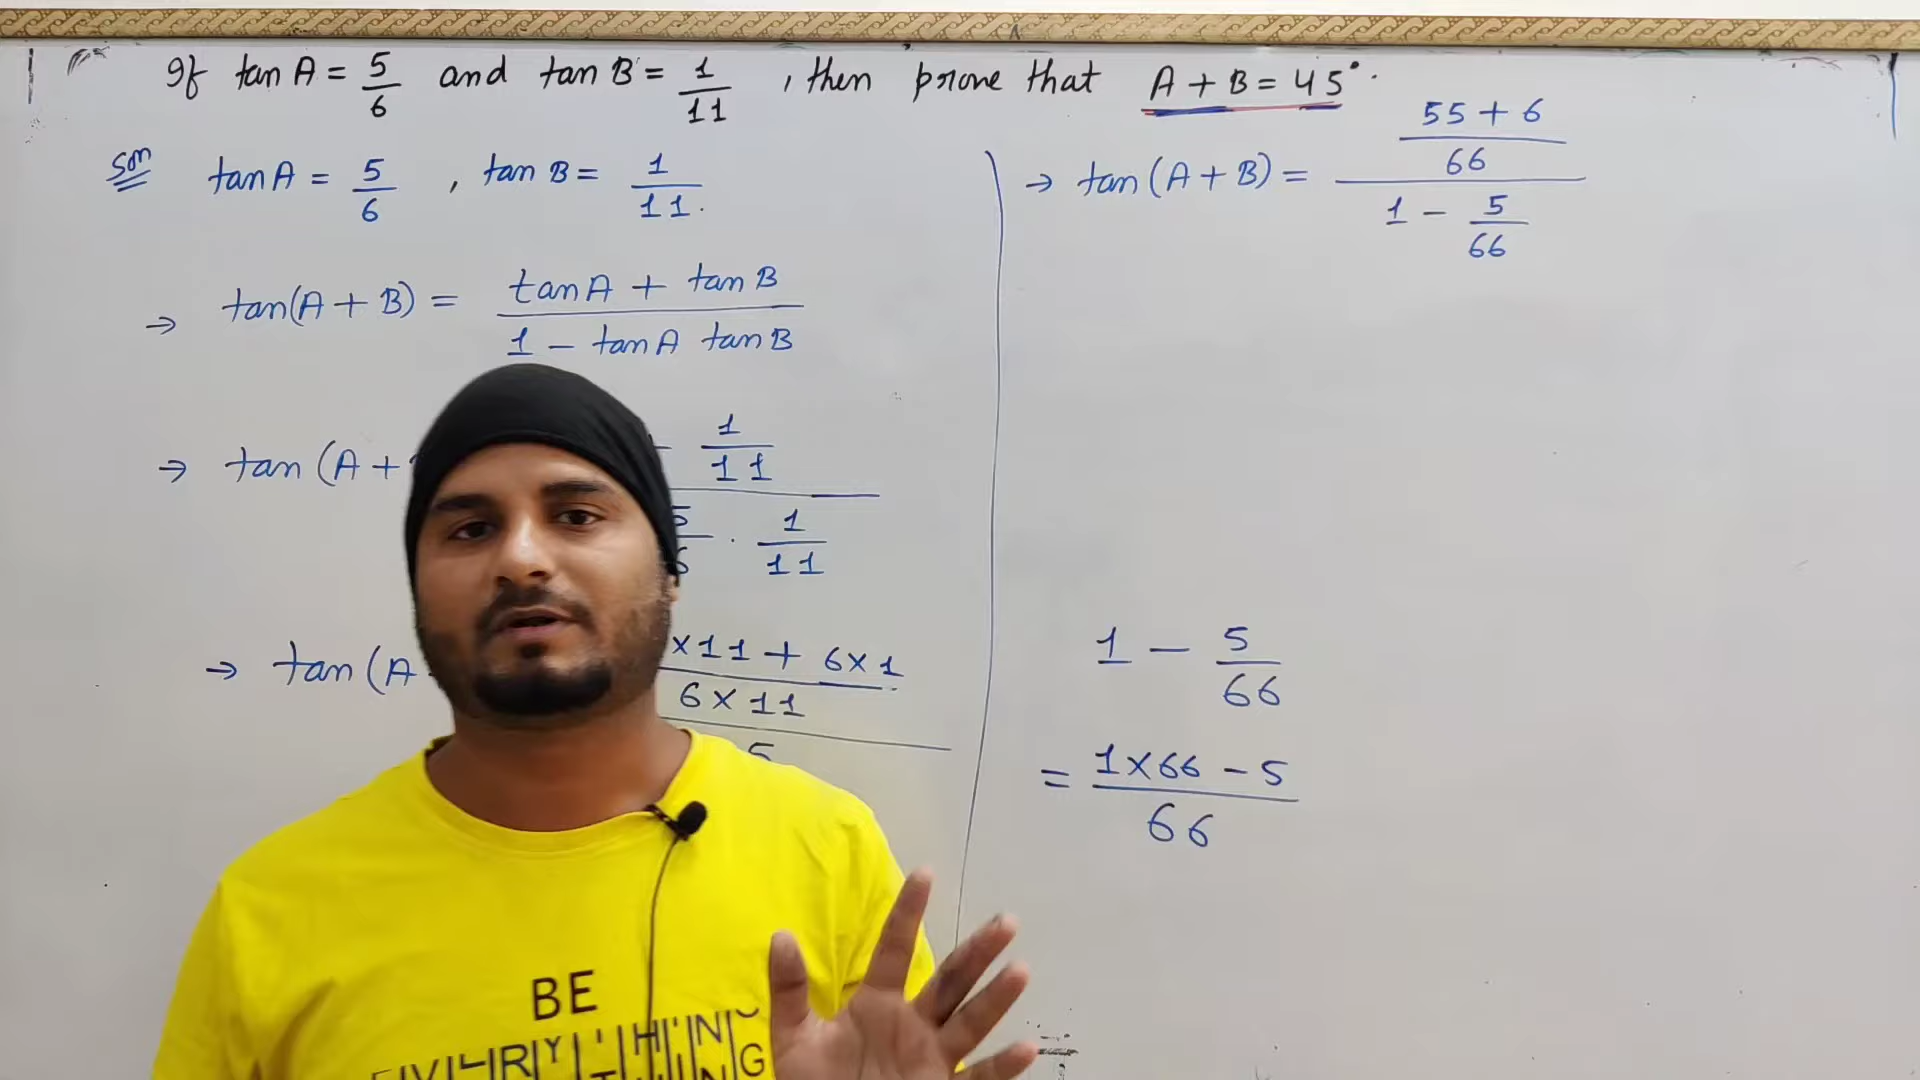 If tan A = 5/6 and tan B = 1/11 , then prove that A + B = 45°.
Soln tan A = 5/6 , tan B = 1/11.
→ tan(A + B) = tan A + tan B / 1 - tan A tan B
→ tan (A + 1/11
5/6 . 1/11
→ tan (A ×11 + 6×1 / 6×11
5
→ tan (A + B) = 55 + 6 / 66 / 1 - 5/66
1 - 5/66
= 1×66 - 5 / 66
BE